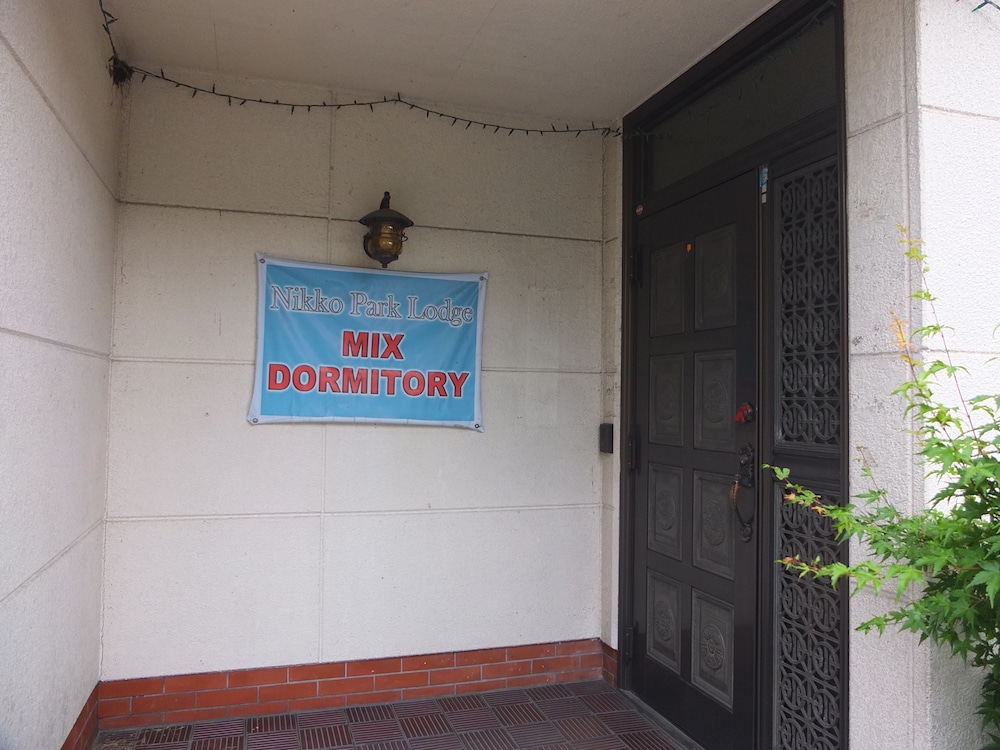 Nikko Park Lodge
MIX
DORMITORY